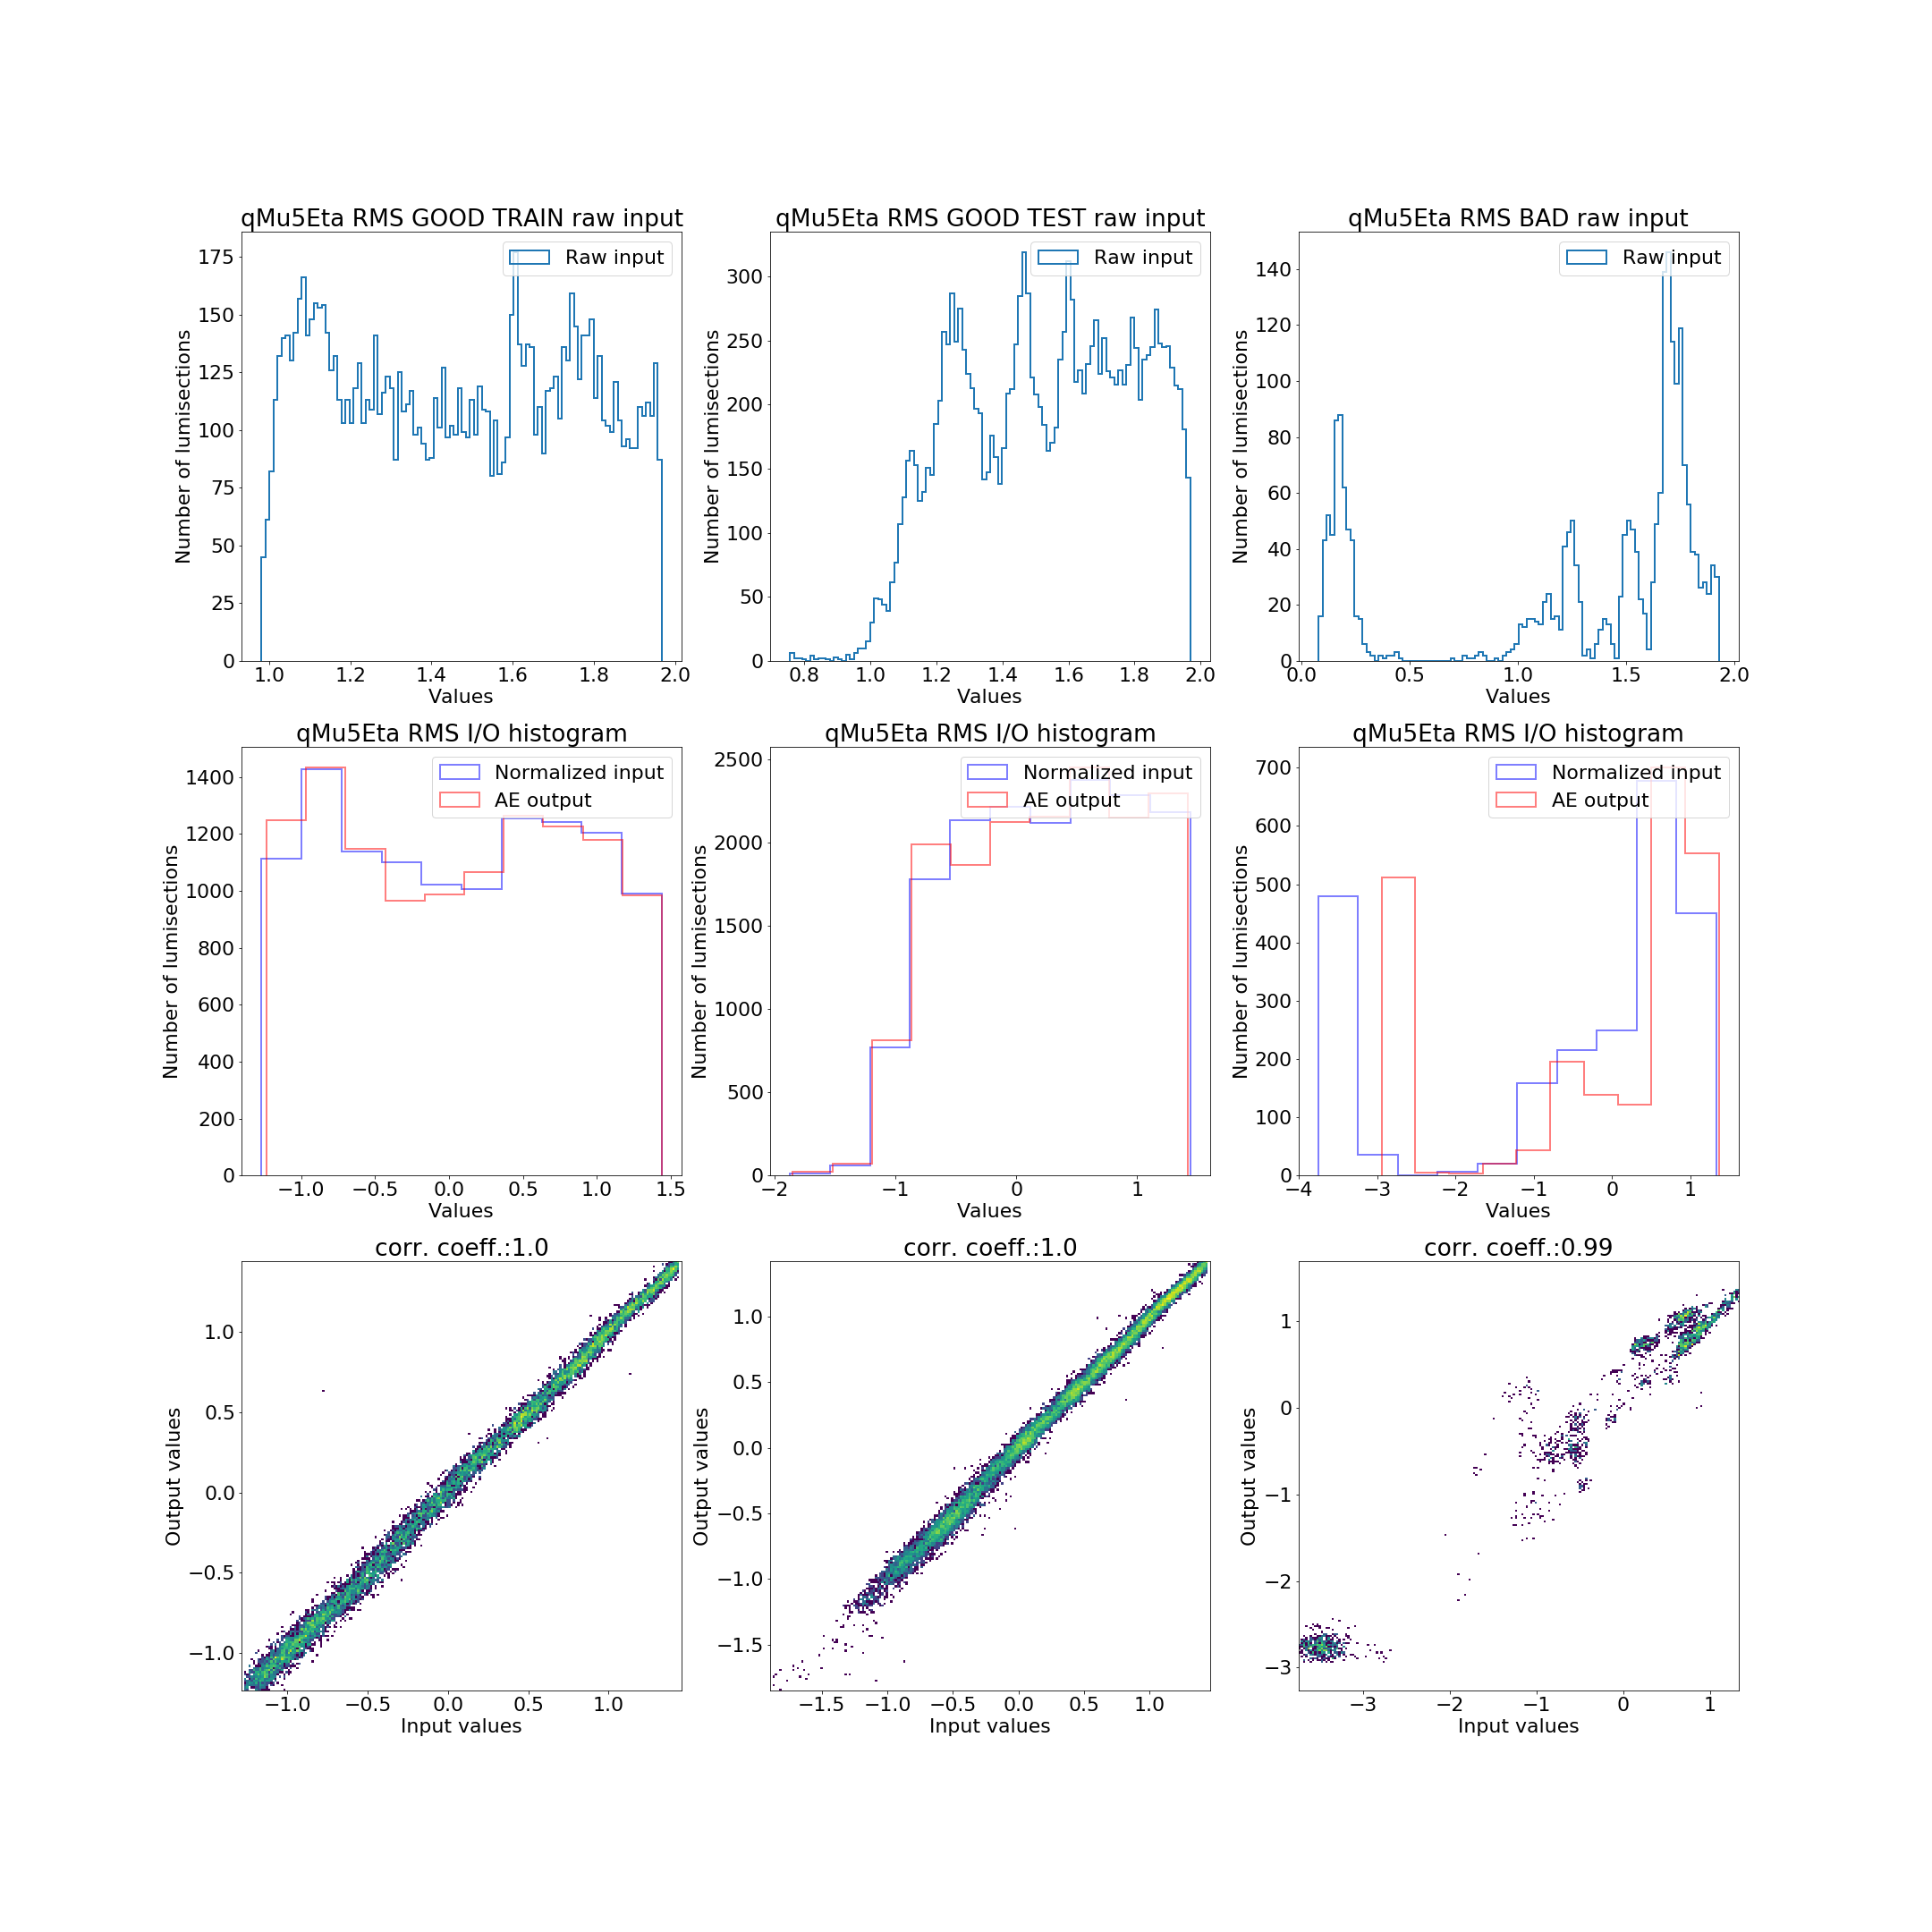 qMu5Eta RMS GOOD TRAIN raw input
Raw input
175
150
125
100
75
50
25
0
Number of lumisections
1.0 1.2 1.4 1.6 1.8 2.0
Values
qMu5Eta RMS GOOD TEST raw input
Raw input
300
250
200
150
100
50
0
Number of lumisections
0.8 1.0 1.2 1.4 1.6 1.8 2.0
Values
qMu5Eta RMS BAD raw input
Raw input
140
120
100
80
60
40
20
0
Number of lumisections
0.0 0.5 1.0 1.5 2.0
Values
qMu5Eta RMS I/O histogram
Normalized input
AE output
1400
1200
1000
800
600
400
200
0
Number of lumisections
−1.0 −0.5 0.0 0.5 1.0 1.5
Values
qMu5Eta RMS I/O histogram
Normalized input
AE output
2500
2000
1500
1000
500
0
Number of lumisections
−2 −1 0 1
Values
qMu5Eta RMS I/O histogram
Normalized input
AE output
700
600
500
400
300
200
100
0
Number of lumisections
−4 −3 −2 −1 0 1
Values
corr. coeff.:1.0
1.0
0.5
0.0
−0.5
−1.0
Output values
−1.0 −0.5 0.0 0.5 1.0
Input values
corr. coeff.:1.0
1.0
0.5
0.0
−0.5
−1.0
−1.5
Output values
−1.5 −1.0 −0.5 0.0 0.5 1.0
Input values
corr. coeff.:0.99
1
0
−1
−2
−3
Output values
−3 −2 −1 0 1
Input values